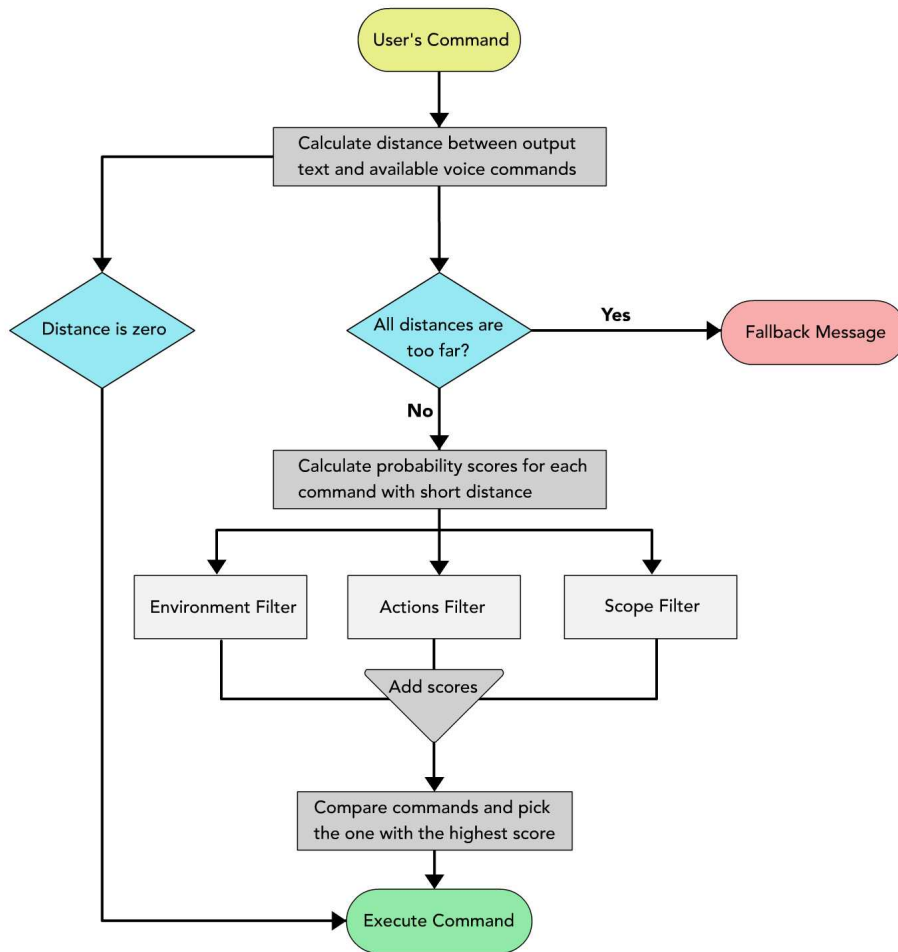 User's Command
Calculate distance between output
text and available voice commands
Distance is zero
All distances are
too far?
Yes
Fallback Message
No
Calculate probability scores for each
command with short distance
Environment Filter
Actions Filter
Scope Filter
Add scores
Compare commands and pick
the one with the highest score
Execute Command